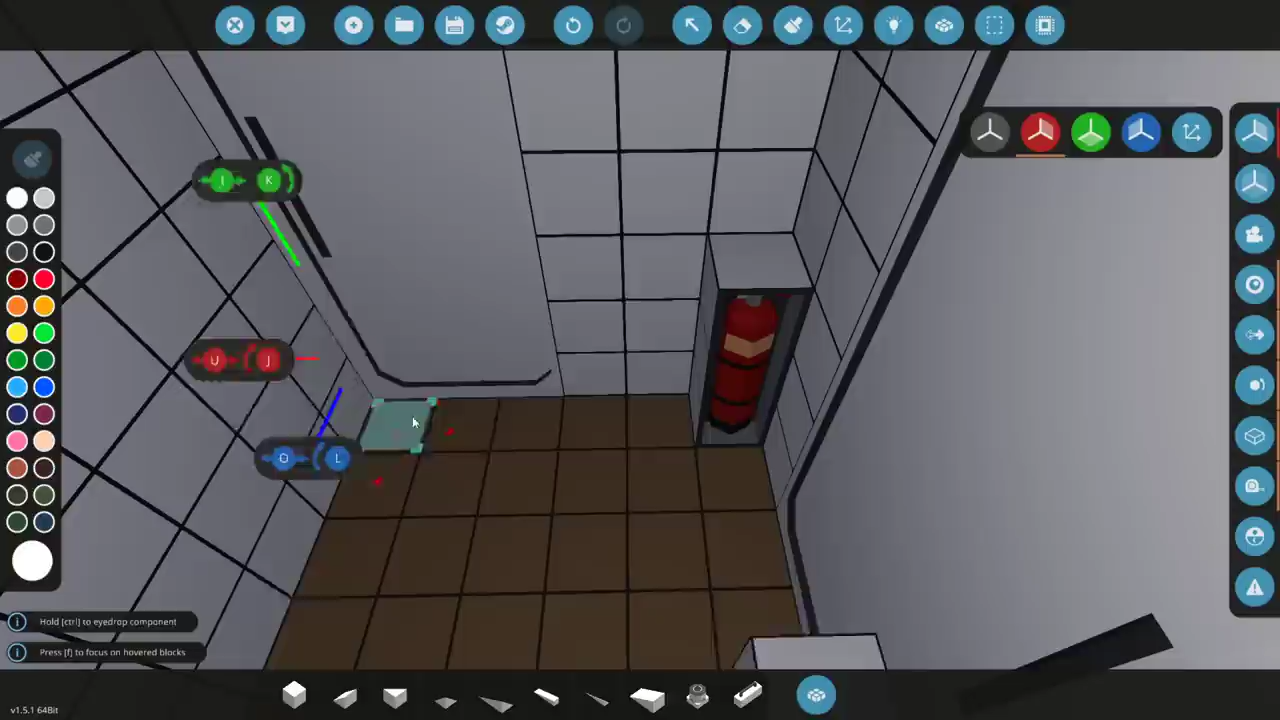 I K
U J
O L
Hold [ctrl] to eyedrop component
Press [f] to focus on hovered blocks
v1.5.1 64Bit